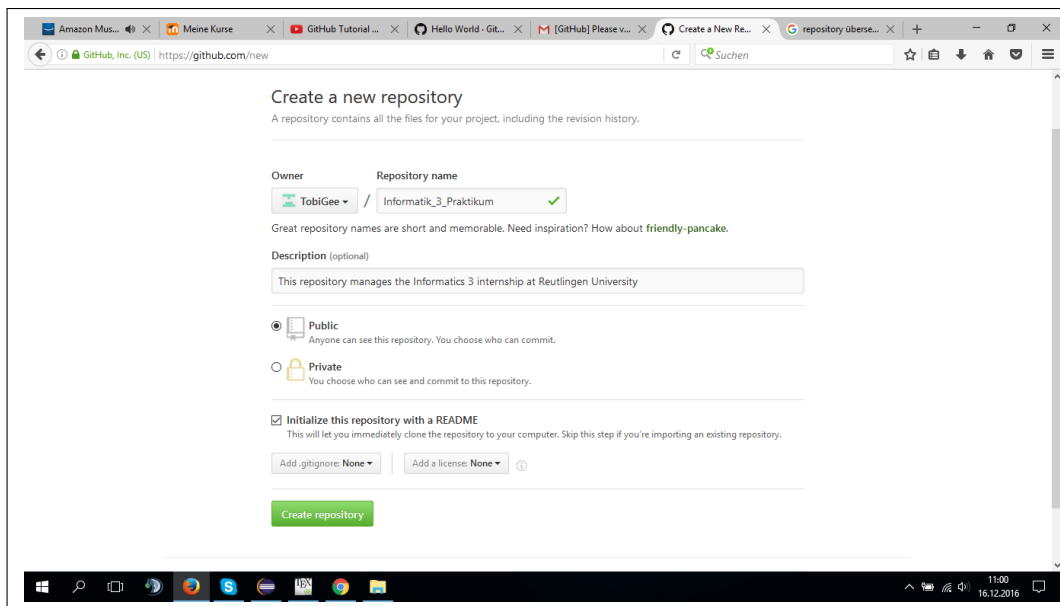 Amazon Mus...
Meine Kurse
GitHub Tutorial ...
Hello World · Git...
[GitHub] Please v...
Create a New Re...
repository überse...
GitHub, Inc. (US) https://github.com/new
Suchen
Create a new repository
A repository contains all the files for your project, including the revision history.
Owner Repository name
TobiGee / Informatik_3_Praktikum
Great repository names are short and memorable. Need inspiration? How about friendly-pancake.
Description (optional)
This repository manages the Informatics 3 internship at Reutlingen University
Public
Anyone can see this repository. You choose who can commit.
Private
You choose who can see and commit to this repository.
Initialize this repository with a README
This will let you immediately clone the repository to your computer. Skip this step if you're importing an existing repository.
Add .gitignore: None Add a license: None
Create repository
11:00
16.12.2016